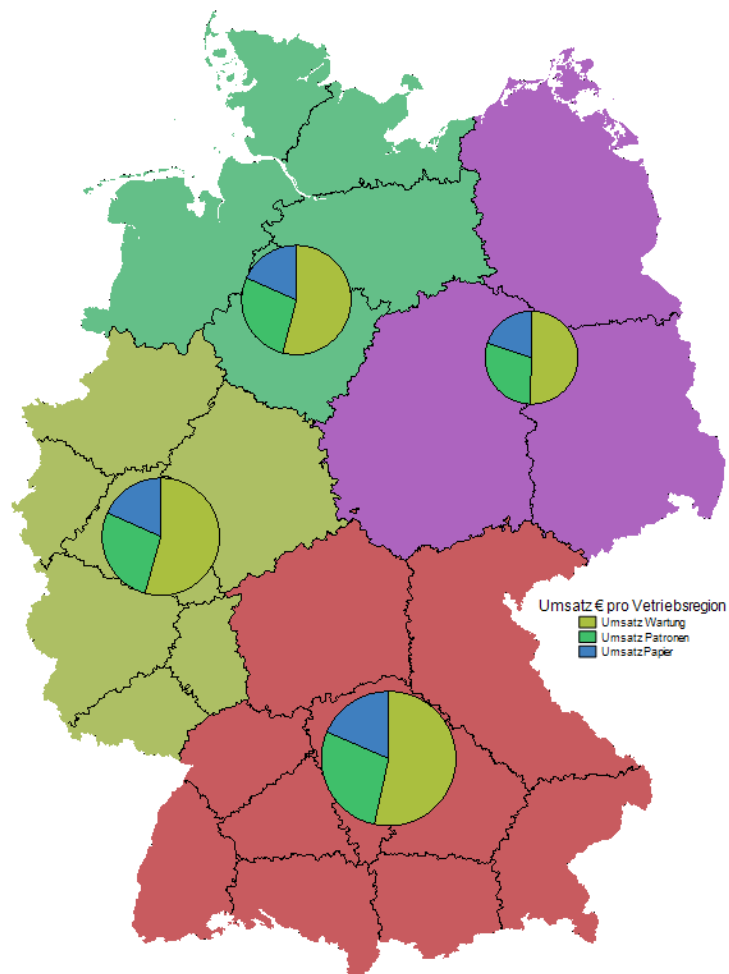 Umsatz € pro Vetriebsregion
Umsatz Wartung
Umsatz Patronen
Umsatz Papier